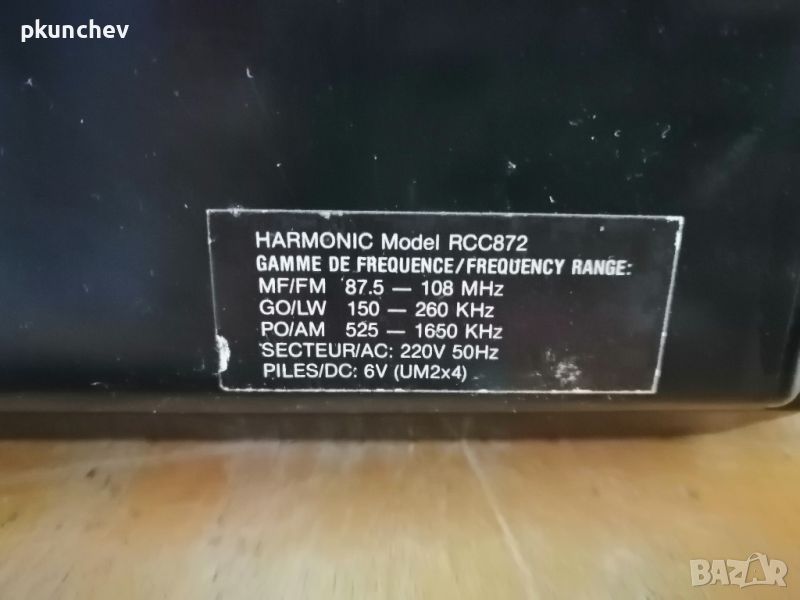 pkunchev
HARMONIC Model RCC872
GAMME DE FREQUENCE/FREQUENCY RANGE:
MF/FM 87.5 — 108 MHz
GO/LW 150 — 260 KHz
PO/AM 525 — 1650 KHz
SECTEUR/AC: 220V 50Hz
PILES/DC: 6V (UM2x4)
BAZAR